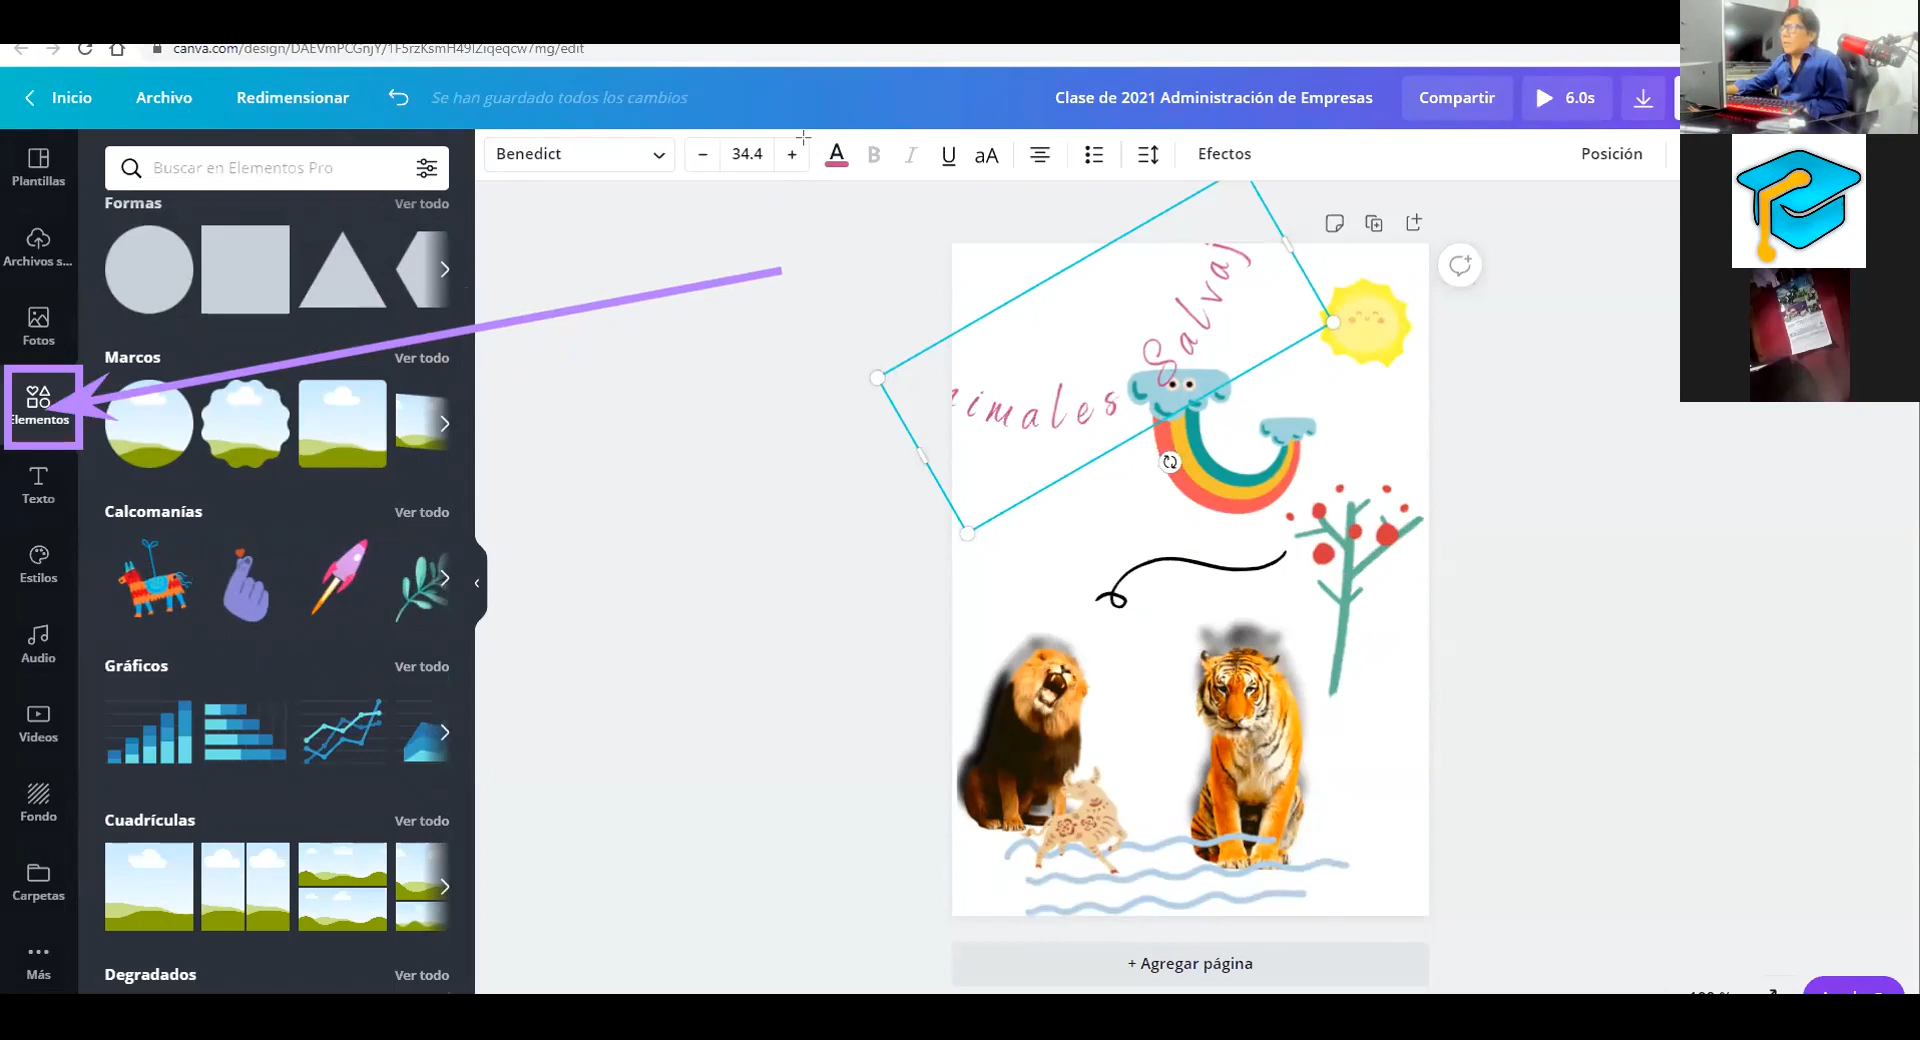 canva.com/design/DAEVmPCGnjY/1F5rzKsmH49lZiqeqcw7mg/edit
Inicio
Archivo
Redimensionar
Se han guardado todos los cambios
Clase de 2021 Administración de Empresas
Compartir
6.0s
Plantillas
Archivos s...
Fotos
Elementos
Texto
Estilos
Audio
Videos
Fondo
Carpetas
Más
Buscar en Elementos Pro
Formas Ver todo
Marcos Ver todo
Calcomanías Ver todo
Gráficos Ver todo
Cuadrículas Ver todo
Degradados Ver todo
Benedict
− 34.4 +
A B I U aA
Efectos
Posición
imales Salvaj
+ Agregar página